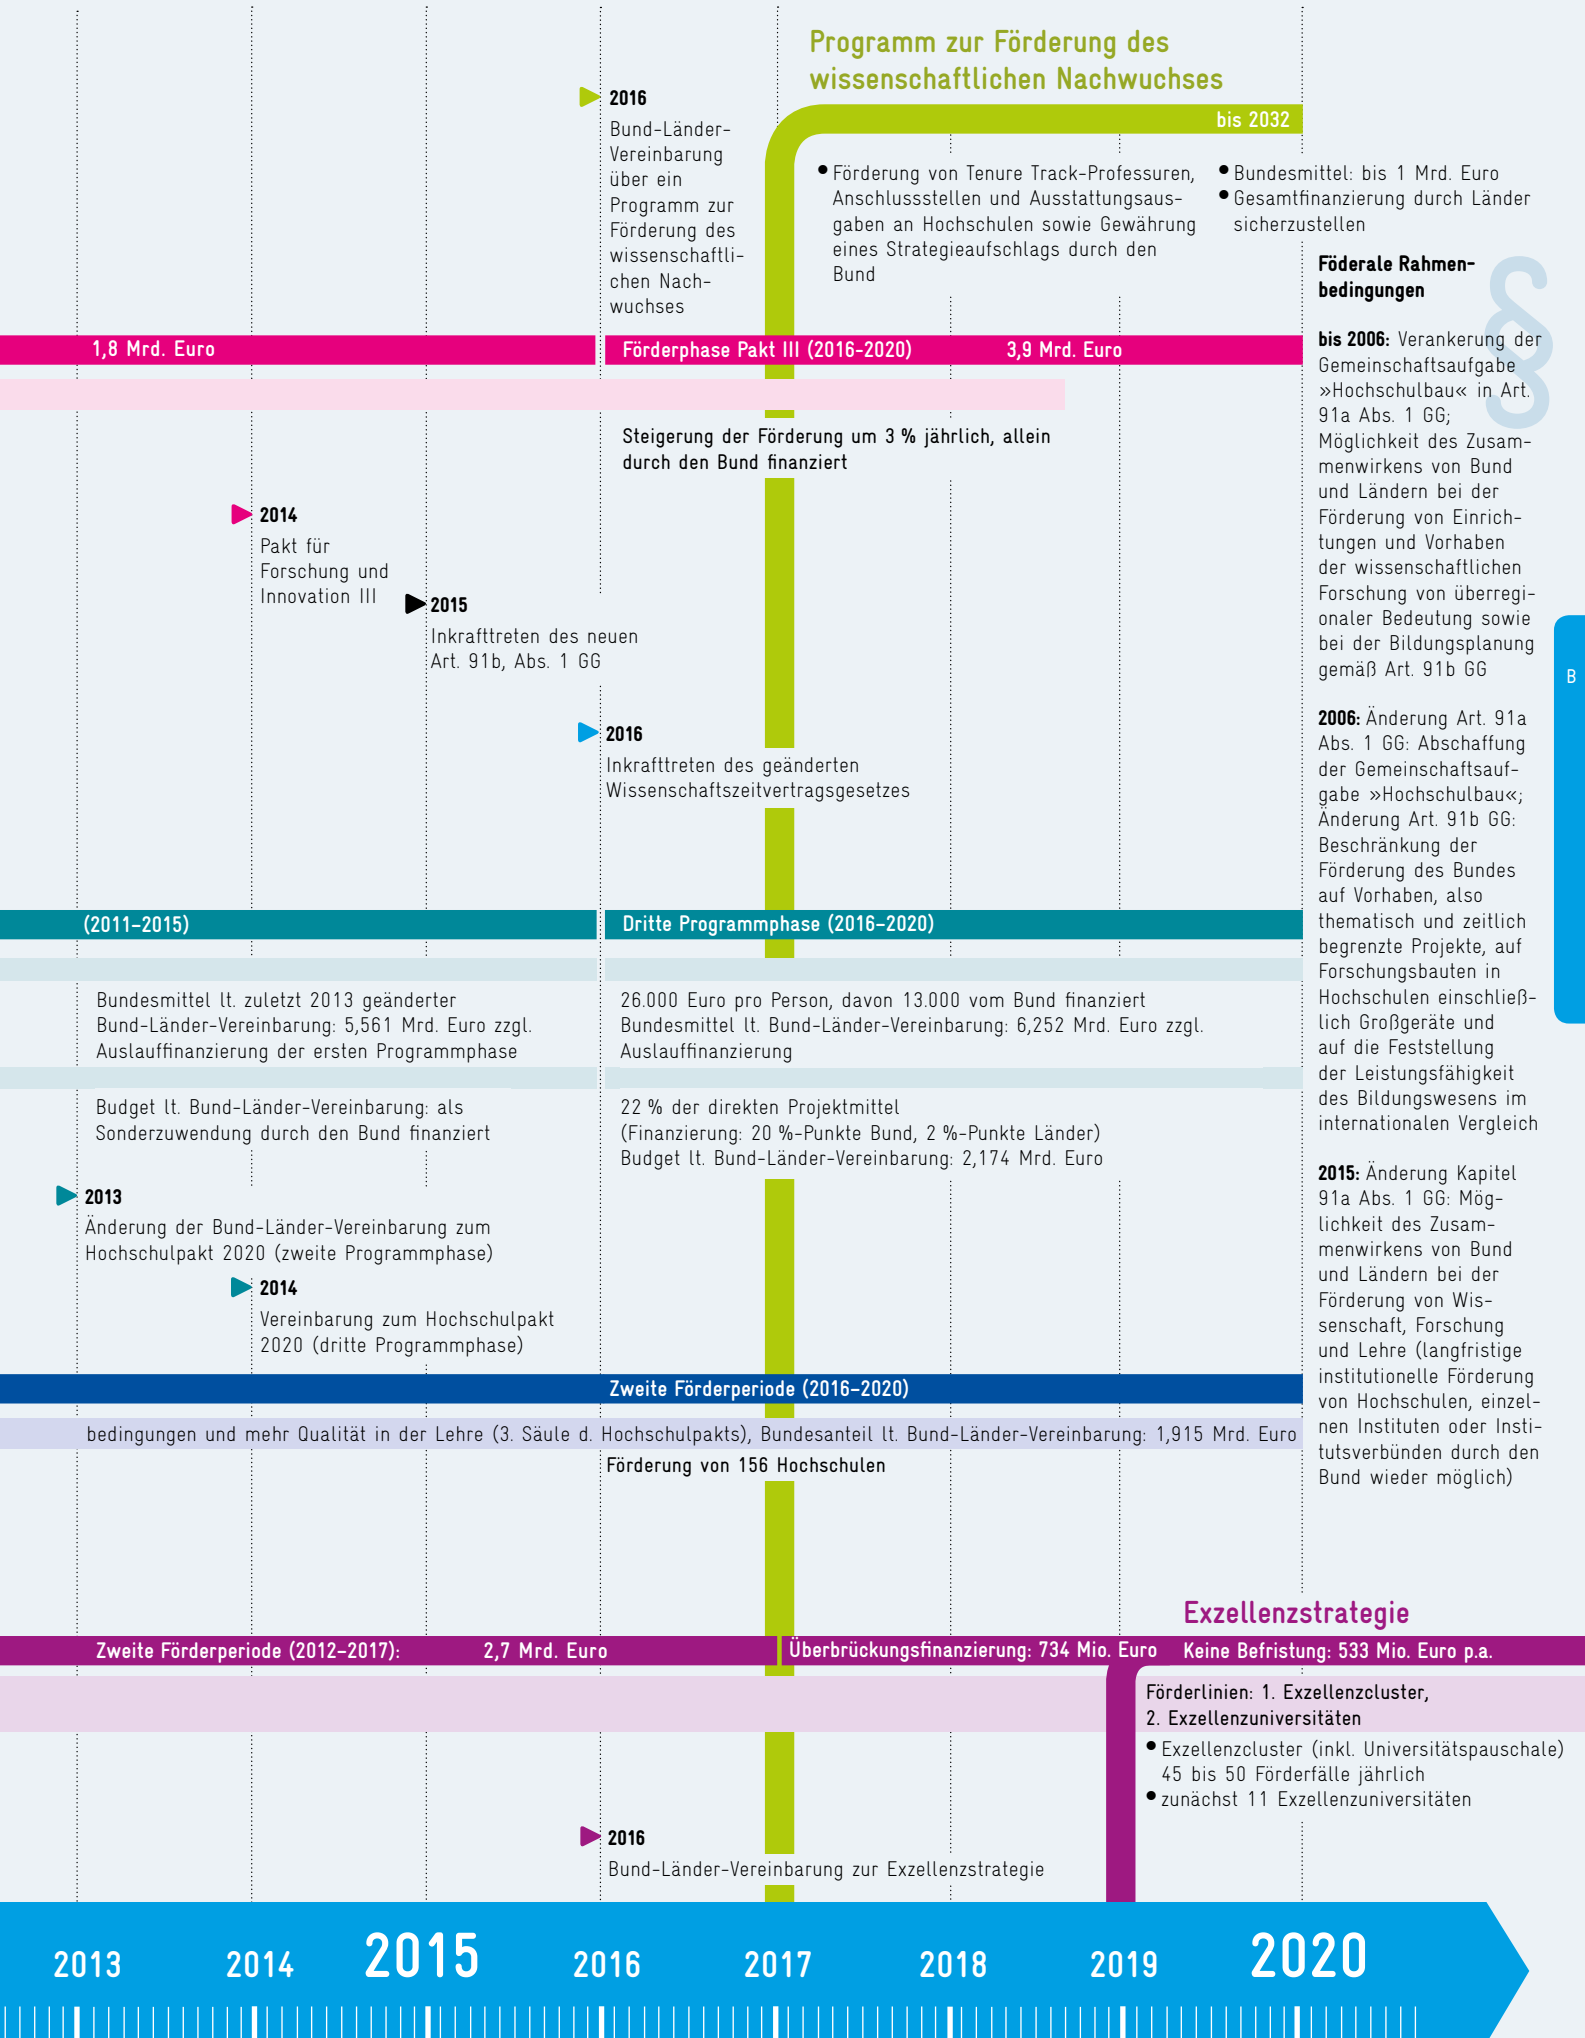 Programm zur Förderung des
wissenschaftlichen Nachwuchses
bis 2032
2016
Bund-Länder-
Vereinbarung
über ein
Programm zur
Förderung des
wissenschaftli-
chen Nach-
wuchses
• Förderung von Tenure Track-Professuren,
Anschlussstellen und Ausstattungsaus-
gaben an Hochschulen sowie Gewährung
eines Strategieaufschlags durch den
Bund
• Bundesmittel: bis 1 Mrd. Euro
• Gesamtfinanzierung durch Länder
sicherzustellen
1,8 Mrd. Euro
Förderphase Pakt III (2016-2020) 3,9 Mrd. Euro
Steigerung der Förderung um 3 % jährlich, allein
durch den Bund finanziert
2014
Pakt für
Forschung und
Innovation III
2015
Inkrafttreten des neuen
Art. 91b, Abs. 1 GG
2016
Inkrafttreten des geänderten
Wissenschaftszeitvertragsgesetzes
(2011–2015)
Dritte Programmphase (2016–2020)
Bundesmittel lt. zuletzt 2013 geänderter
Bund-Länder-Vereinbarung: 5,561 Mrd. Euro zzgl.
Auslauffinanzierung der ersten Programmphase
26.000 Euro pro Person, davon 13.000 vom Bund finanziert
Bundesmittel lt. Bund-Länder-Vereinbarung: 6,252 Mrd. Euro zzgl.
Auslauffinanzierung
Budget lt. Bund-Länder-Vereinbarung: als
Sonderzuwendung durch den Bund finanziert
22 % der direkten Projektmittel
(Finanzierung: 20 %-Punkte Bund, 2 %-Punkte Länder)
Budget lt. Bund-Länder-Vereinbarung: 2,174 Mrd. Euro
2013
Änderung der Bund-Länder-Vereinbarung zum
Hochschulpakt 2020 (zweite Programmphase)
2014
Vereinbarung zum Hochschulpakt
2020 (dritte Programmphase)
Zweite Förderperiode (2016–2020)
bedingungen und mehr Qualität in der Lehre (3. Säule d. Hochschulpakts), Bundesanteil lt. Bund-Länder-Vereinbarung: 1,915 Mrd. Euro
Förderung von 156 Hochschulen
Exzellenzstrategie
Zweite Förderperiode (2012–2017): 2,7 Mrd. Euro
Überbrückungsfinanzierung: 734 Mio. Euro
Keine Befristung: 533 Mio. Euro p.a.
Förderlinien: 1. Exzellenzcluster,
2. Exzellenzuniversitäten
• Exzellenzcluster (inkl. Universitätspauschale)
45 bis 50 Förderfälle jährlich
• zunächst 11 Exzellenzuniversitäten
2016
Bund-Länder-Vereinbarung zur Exzellenzstrategie
§
Föderale Rahmen-
bedingungen
bis 2006: Verankerung der
Gemeinschaftsaufgabe
»Hochschulbau« in Art.
91a Abs. 1 GG;
Möglichkeit des Zusam-
menwirkens von Bund
und Ländern bei der
Förderung von Einrich-
tungen und Vorhaben
der wissenschaftlichen
Forschung von überregi-
onaler Bedeutung sowie
bei der Bildungsplanung
gemäß Art. 91b GG
2006: Änderung Art. 91a
Abs. 1 GG: Abschaffung
der Gemeinschaftsauf-
gabe »Hochschulbau«;
Änderung Art. 91b GG:
Beschränkung der
Förderung des Bundes
auf Vorhaben, also
thematisch und zeitlich
begrenzte Projekte, auf
Forschungsbauten in
Hochschulen einschließ-
lich Großgeräte und
auf die Feststellung
der Leistungsfähigkeit
des Bildungswesens im
internationalen Vergleich
2015: Änderung Kapitel
91a Abs. 1 GG: Mög-
lichkeit des Zusam-
menwirkens von Bund
und Ländern bei der
Förderung von Wis-
senschaft, Forschung
und Lehre (langfristige
institutionelle Förderung
von Hochschulen, einzel-
nen Instituten oder Insti-
tutsverbünden durch den
Bund wieder möglich)
B
2013 2014 2015 2016 2017 2018 2019 2020